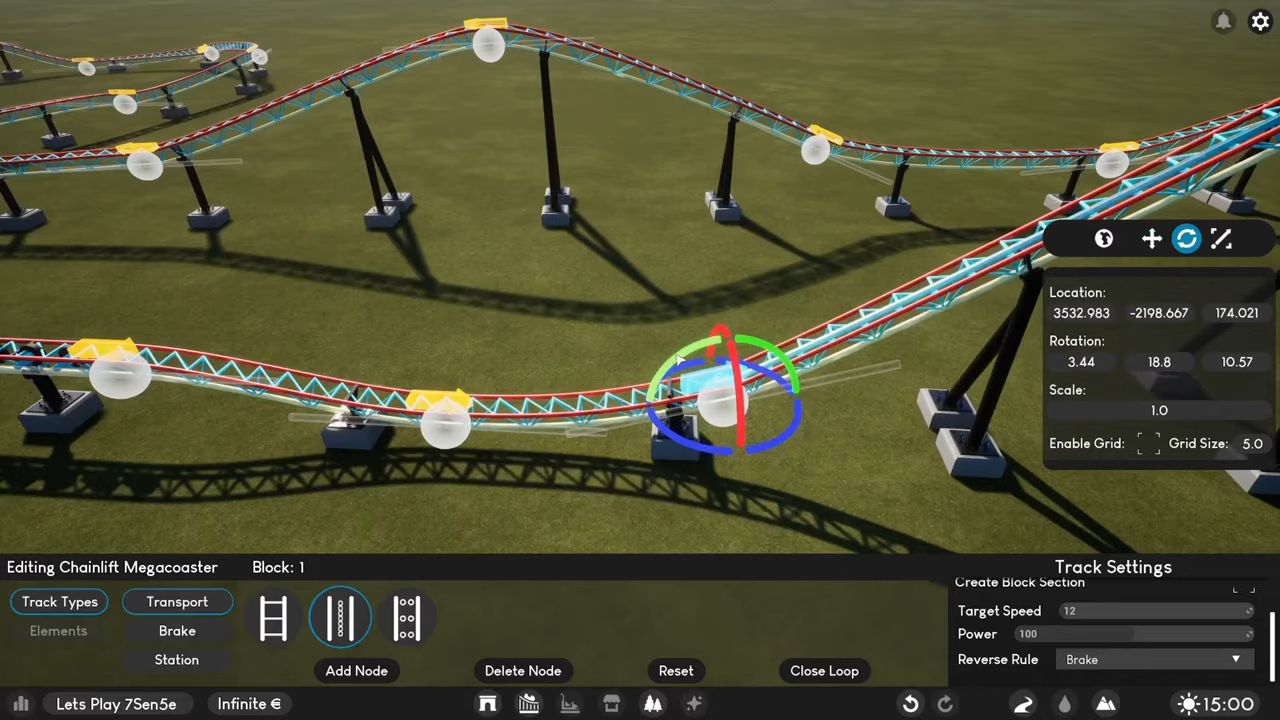 Location:
3532.983 -2198.667 174.021
Rotation:
3.44 18.8 10.57
Scale:
1.0
Enable Grid: Grid Size: 5.0
Editing Chainlift Megacoaster Block: 1
Track Settings
Track Types Transport
Elements Brake
Station
Create Block Section
Target Speed 12
Power 100
Reverse Rule Brake
Add Node Delete Node Reset Close Loop
Lets Play 7Sen5e Infinite € 15:00